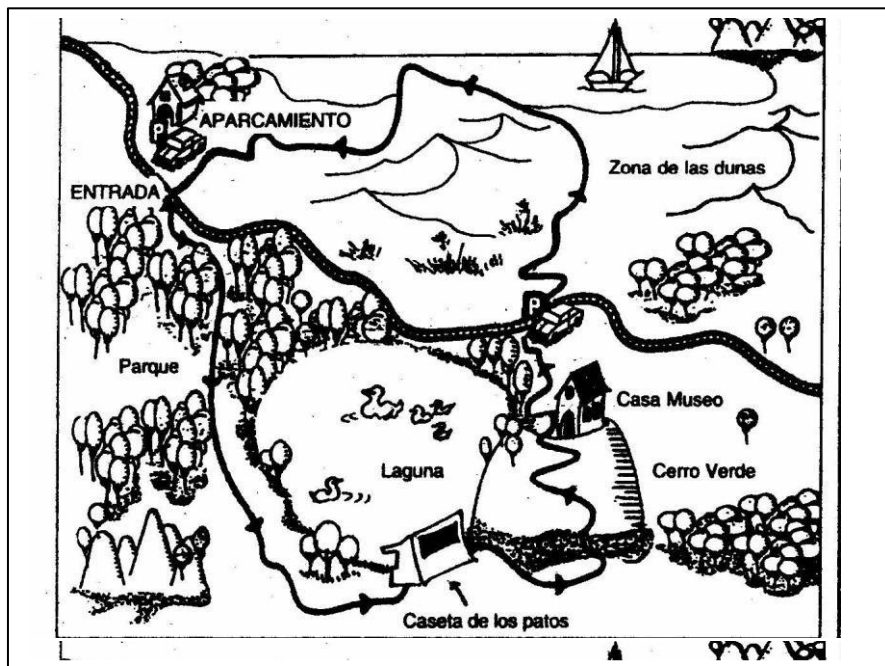 APARCAMIENTO
P
Zona de las dunas
ENTRADA
P
Parque
Casa Museo
Laguna
Cerro Verde
Caseta de los patos